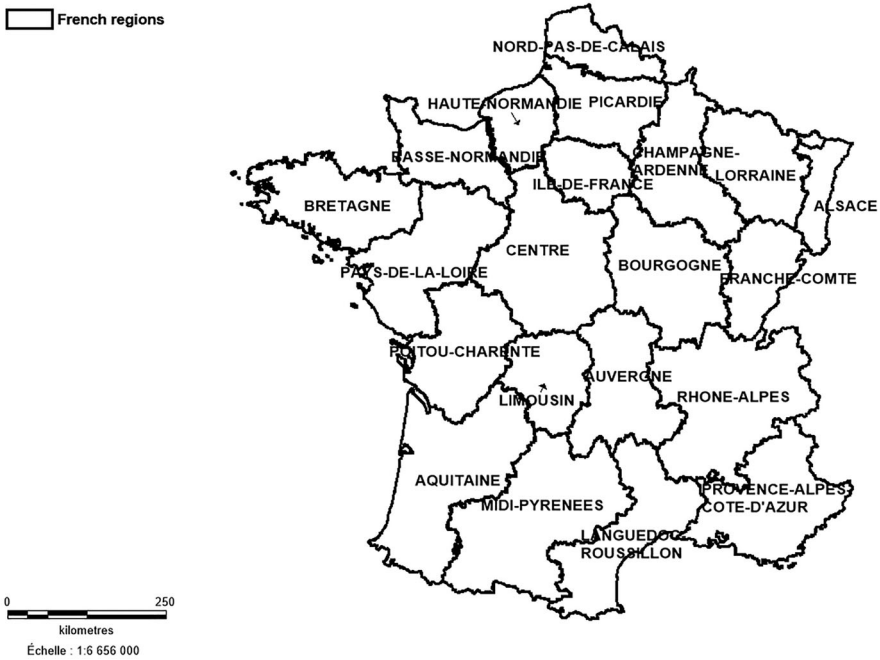 French regions
NORD-PAS-DE-CALAIS
HAUTE-NORMANDIE
PICARDIE
BASSE-NORMANDIE
CHAMPAGNE-
ARDENNE
LORRAINE
ILE-DE-FRANCE
ALSACE
BRETAGNE
CENTRE
BOURGOGNE
PAYS-DE-LA-LOIRE
FRANCHE-COMTE
POITOU-CHARENTE
AUVERGNE
LIMOUSIN
RHONE-ALPES
AQUITAINE
MIDI-PYRENEES
PROVENCE-ALPES-
COTE-D'AZUR
LANGUEDOC-
ROUSSILLON
0 250
kilometres
Échelle : 1:6 656 000